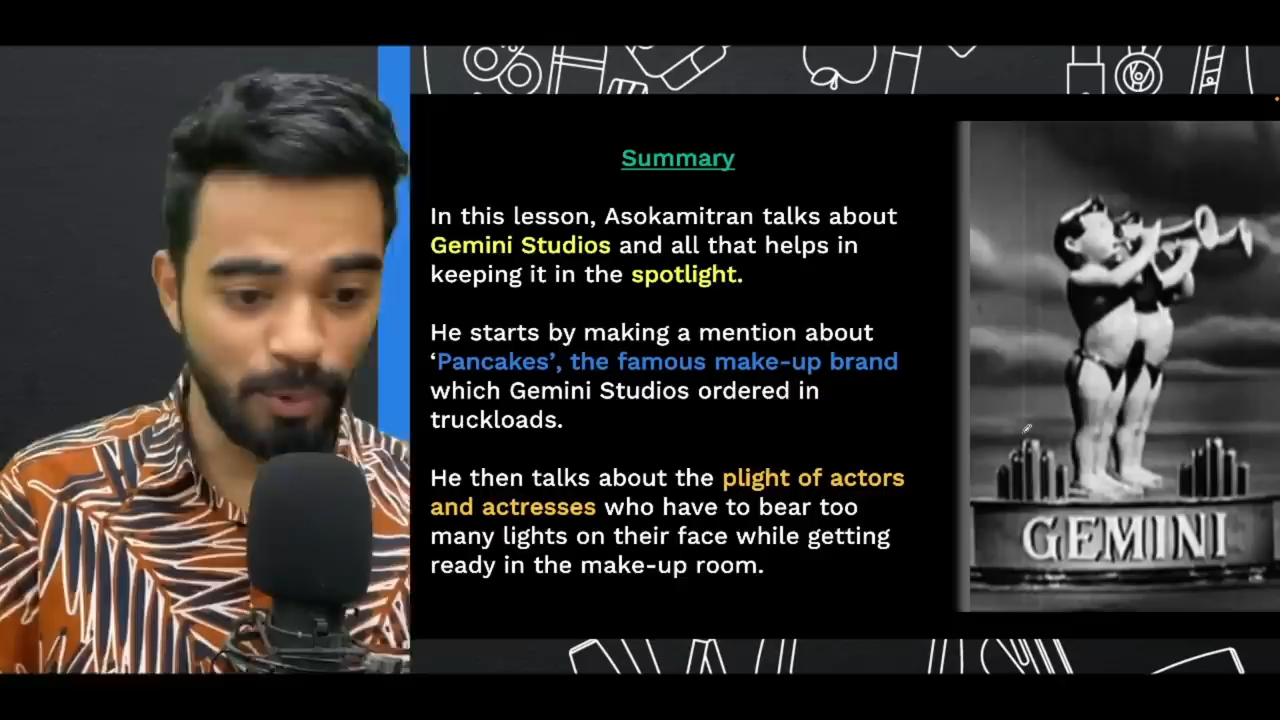 Summary
In this lesson, Asokamitran talks about
Gemini Studios and all that helps in
keeping it in the spotlight.
He starts by making a mention about
‘Pancakes’, the famous make-up brand
which Gemini Studios ordered in
truckloads.
He then talks about the plight of actors
and actresses who have to bear too
many lights on their face while getting
ready in the make-up room.
GEMINI